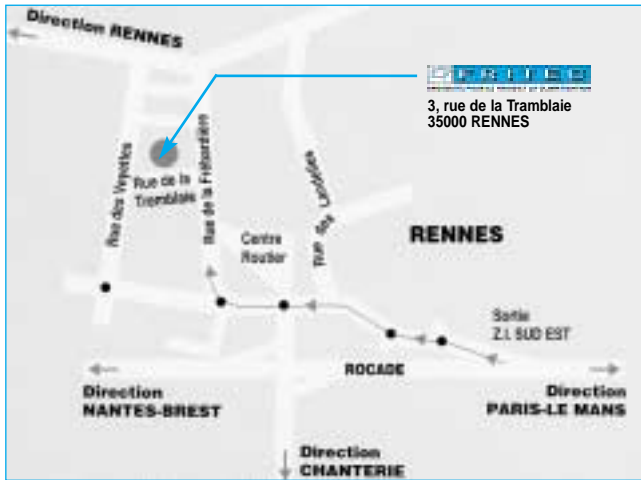 Direction RENNES
3, rue de la Tramblaie
35000 RENNES
Rue des Veyettes
Rue de la
Tremblaie
Rue de la Frébardière
Centre
Routier
Rue des Landelles
RENNES
Sortie
Z.I. SUD EST
ROCADE
Direction
NANTES-BREST
Direction
PARIS-LE MANS
Direction
CHANTERIE